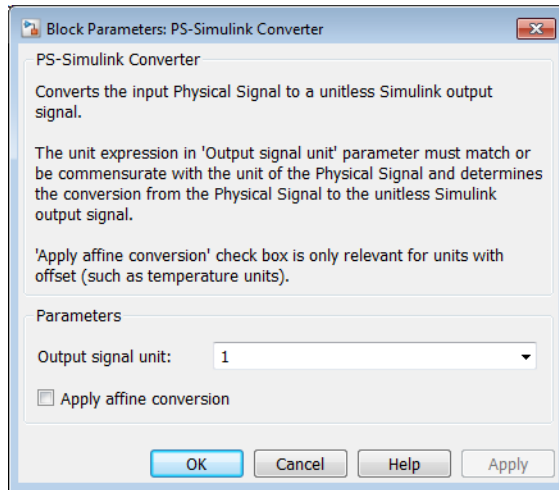 Block Parameters: PS-Simulink Converter
PS-Simulink Converter
Converts the input Physical Signal to a unitless Simulink output
signal.
The unit expression in 'Output signal unit' parameter must match or
be commensurate with the unit of the Physical Signal and determines
the conversion from the Physical Signal to the unitless Simulink
output signal.
'Apply affine conversion' check box is only relevant for units with
offset (such as temperature units).
Parameters
Output signal unit: 1
Apply affine conversion
OK Cancel Help Apply